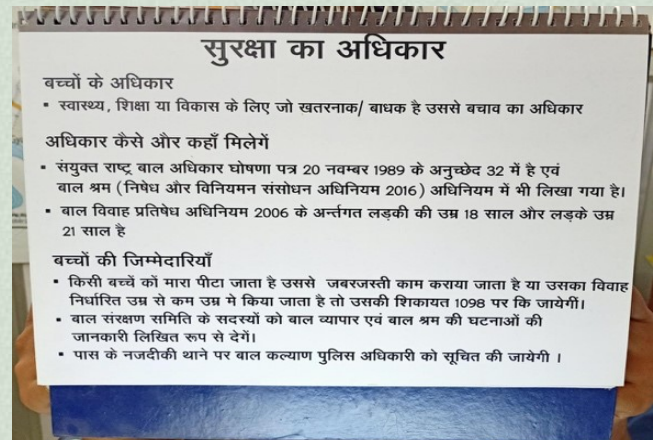 सुरक्षा का अधिकार
बच्चों के अधिकार
▪ स्वास्थ्य, शिक्षा या विकास के लिए जो खतरनाक/ बाधक है उससे बचाव का अधिकार
अधिकार कैसे और कहाँ मिलेगें
▪ संयुक्त राष्ट्र बाल अधिकार घोषणा पत्र 20 नवम्बर 1989 के अनुच्छेद 32 में है एवं
बाल श्रम (निषेध और विनियमन संसोधन अधिनियम 2016) अधिनियम में भी लिखा गया है।
▪ बाल विवाह प्रतिषेध अधिनियम 2006 के अर्न्तगत लड़की की उम्र 18 साल और लड़के उम्र
21 साल है
बच्चों की जिम्मेदारियाँ
▪ किसी बच्चें कों मारा पीटा जाता है उससे जबरजस्ती काम कराया जाता है या उसका विवाह
निर्धारित उम्र से कम उम्र मे किया जाता है तो उसकी शिकायत 1098 पर कि जायेगीं।
▪ बाल संरक्षण समिति के सदस्यों को बाल व्यापार एवं बाल श्रम की घटनाओं की
जानकारी लिखित रूप से देगें।
▪ पास के नजदीकी थाने पर बाल कल्याण पुलिस अधिकारी को सूचित की जायेगी ।